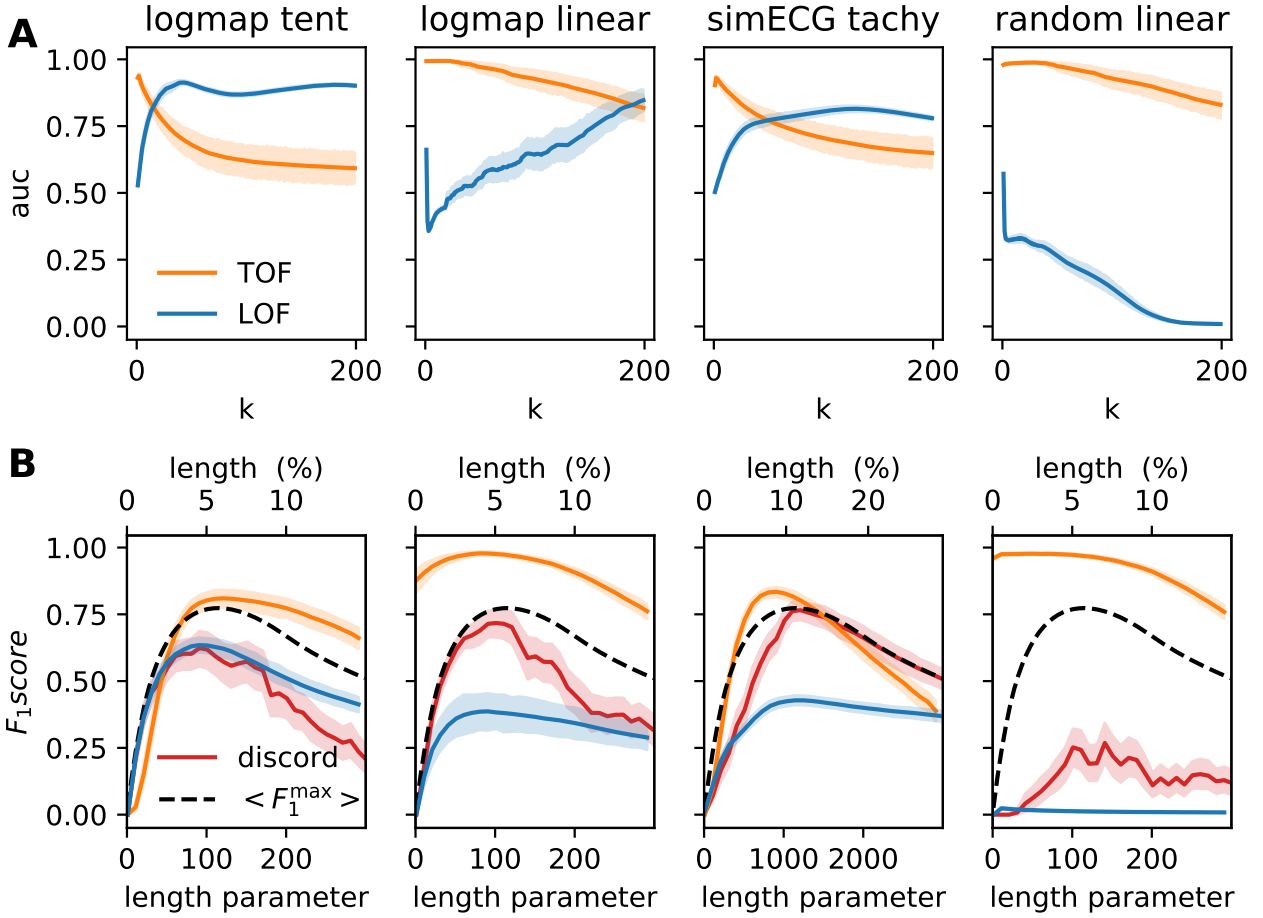 A
logmap tent
logmap linear
simECG tachy
random linear
auc
1.00
0.75
0.50
0.25
0.00
TOF
LOF
0 200
0 200
0 200
0 200
k
k
k
k
B
length (%)
length (%)
length (%)
length (%)
0 5 10
0 5 10
0 10 20
0 5 10
F₁score
1.00
0.75
0.50
0.25
0.00
discord
< F₁ᵐᵃˣ >
0 100 200
0 100 200
0 1000 2000
0 100 200
length parameter
length parameter
length parameter
length parameter